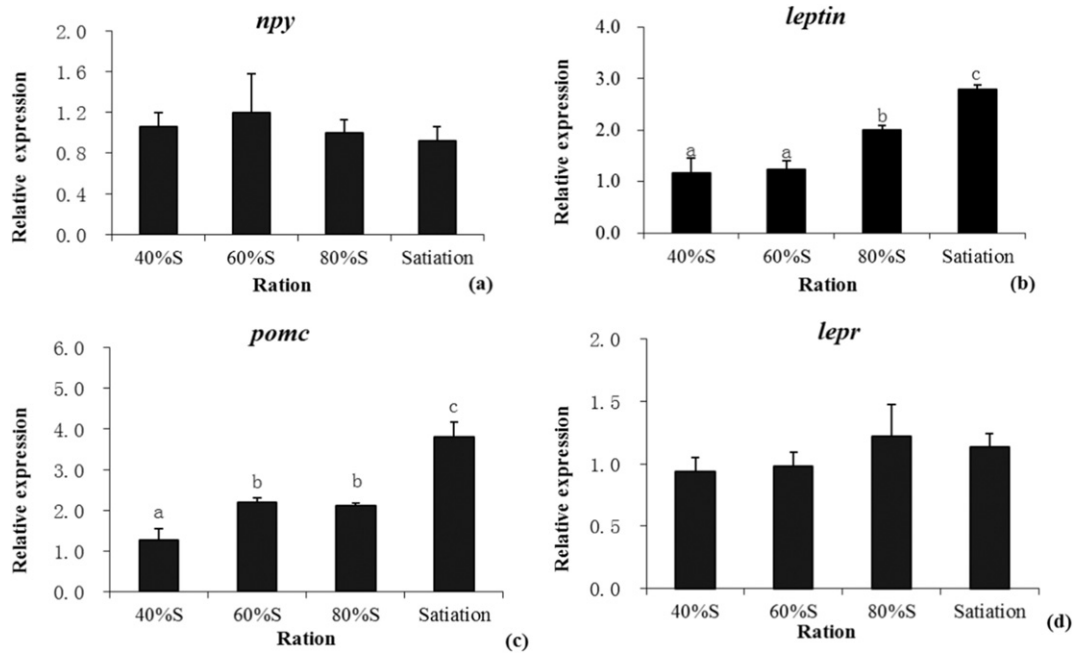 npy
2.0
1.6
1.2
0.8
0.4
0.0
Relative expression
40%S 60%S 80%S Satiation
Ration
(a)
leptin
4.0
3.0
2.0
1.0
0.0
Relative expression
a a b c
40%S 60%S 80%S Satiation
Ration
(b)
pomc
6.0
5.0
4.0
3.0
2.0
1.0
0.0
Relative expression
a b b c
40%S 60%S 80%S Satiation
Ration
(c)
lepr
2.0
1.5
1.0
0.5
0.0
Relative expression
40%S 60%S 80%S Satiation
Ration
(d)